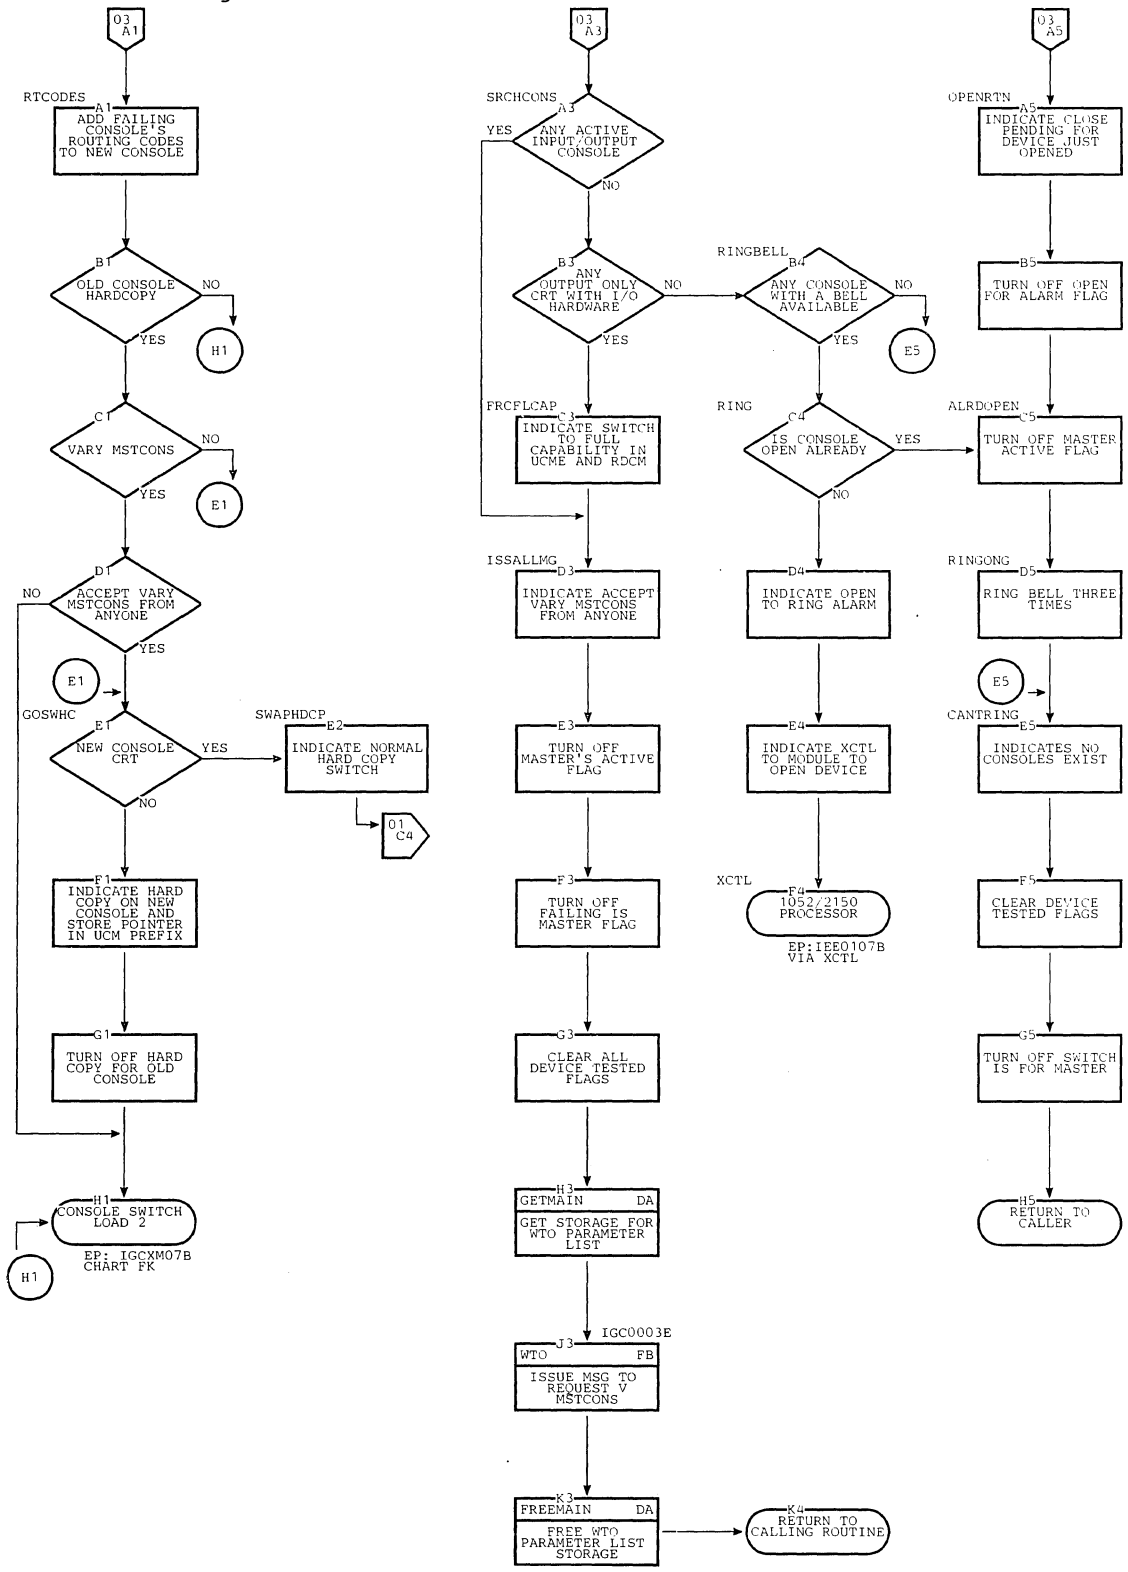 03
A1
RTCODES
A1
ADD FAILING
CONSOLE'S
ROUTING CODES
TO NEW CONSOLE
B1
OLD CONSOLE
HARDCOPY
NO
H1
YES
C1
VARY MSTCONS
NO
E1
YES
D1
NO
ACCEPT VARY
MSTCONS FROM
ANYONE
YES
E1
GOSWHC
E1
NEW CONSOLE
CRT
YES
NO
SWAPHDCP
E2
INDICATE NORMAL
HARD COPY
SWITCH
01
C4
F1
INDICATE HARD
COPY ON NEW
CONSOLE AND
STORE POINTER
IN UCM PREFIX
G1
TURN OFF HARD
COPY FOR OLD
CONSOLE
H1
CONSOLE SWITCH
LOAD 2
EP: IGCXM07B
CHART FK
H1
03
A3
SRCHCONS
A3
YES
ANY ACTIVE
INPUT/OUTPUT
CONSOLE
NO
B3
ANY
OUTPUT ONLY
CRT WITH I/O
HARDWARE
NO
YES
FRCFLCAP
C3
INDICATE SWITCH
TO FULL
CAPABILITY IN
UCME AND RDCM
ISSALLMG
D3
INDICATE ACCEPT
VARY MSTCONS
FROM ANYONE
E3
TURN OFF
MASTER'S ACTIVE
FLAG
F3
TURN OFF
FAILING IS
MASTER FLAG
G3
CLEAR ALL
DEVICE TESTED
FLAGS
H3
GETMAIN DA
GET STORAGE FOR
WTO PARAMETER
LIST
IGC0003E
J3
WTO FB
ISSUE MSG TO
REQUEST V
MSTCONS
K3
FREEMAIN DA
FREE WTO
PARAMETER LIST
STORAGE
K4
RETURN TO
CALLING ROUTINE
RINGBELL
B4
ANY CONSOLE
WITH A BELL
AVAILABLE
NO
E5
YES
RING
C4
IS CONSOLE
OPEN ALREADY
YES
NO
D4
INDICATE OPEN
TO RING ALARM
E4
INDICATE XCTL
TO MODULE TO
OPEN DEVICE
XCTL
F4
1052/2150
PROCESSOR
EP:IEE0107B
VIA XCTL
03
A5
OPENRTN
A5
INDICATE CLOSE
PENDING FOR
DEVICE JUST
OPENED
B5
TURN OFF OPEN
FOR ALARM FLAG
ALRDOPEN
C5
TURN OFF MASTER
ACTIVE FLAG
RINGONG
D5
RING BELL THREE
TIMES
E5
CANTRING
E5
INDICATES NO
CONSOLES EXIST
F5
CLEAR DEVICE
TESTED FLAGS
G5
TURN OFF SWITCH
IS FOR MASTER
H5
RETURN TO
CALLER